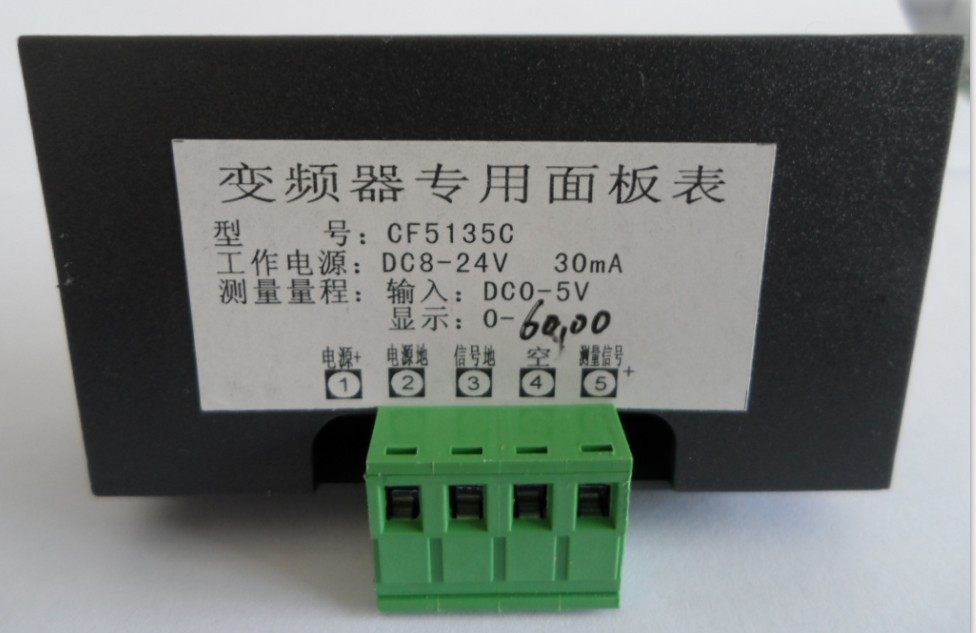 变频器专用面板表
型 号：CF5135C
工作电源：DC8-24V 30mA
测量量程：输入：DC0-5V
显示：0-60.00
电源+ 电源地 信号地 空 测量信号+
1 2 3 4 5